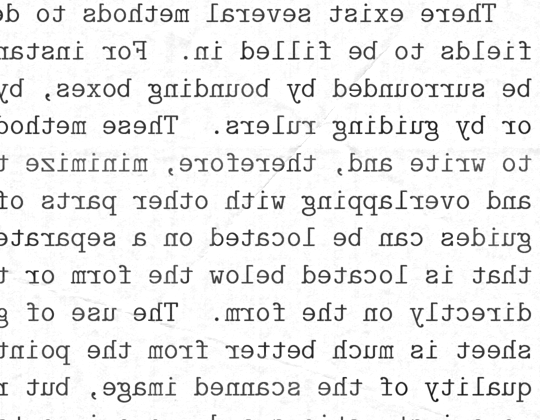 There exist several methods to de
fields to be filled in. For instan
be surrounded by bounding boxes, by
or by guiding rulers. These method
to write and, therefore, minimize t
and overlapping with other parts of
guides can be located on a separate
that is located below the form or t
directly on the form. The use of g
sheet is much better from the point
quality of the scanned image, but r